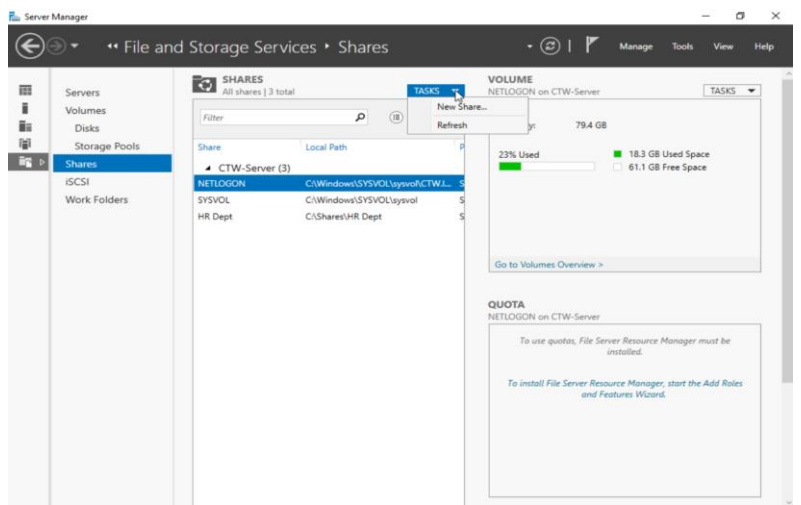 Server Manager
File and Storage Services • Shares
Manage Tools View Help
Servers
Volumes
Disks
Storage Pools
Shares
iSCSI
Work Folders
SHARES
All shares | 3 total
TASKS
New Share...
Refresh
Filter
Share Local Path P
CTW-Server (3)
NETLOGON C:\Windows\SYSVOL\sysvol\CTW.l... S
SYSVOL C:\Windows\SYSVOL\sysvol S
HR Dept C:\Shares\HR Dept S
VOLUME
NETLOGON on CTW-Server
TASKS
79.4 GB
23% Used
18.3 GB Used Space
61.1 GB Free Space
Go to Volumes Overview >
QUOTA
NETLOGON on CTW-Server
To use quotas, File Server Resource Manager must be
installed.
To install File Server Resource Manager, start the Add Roles
and Features Wizard.